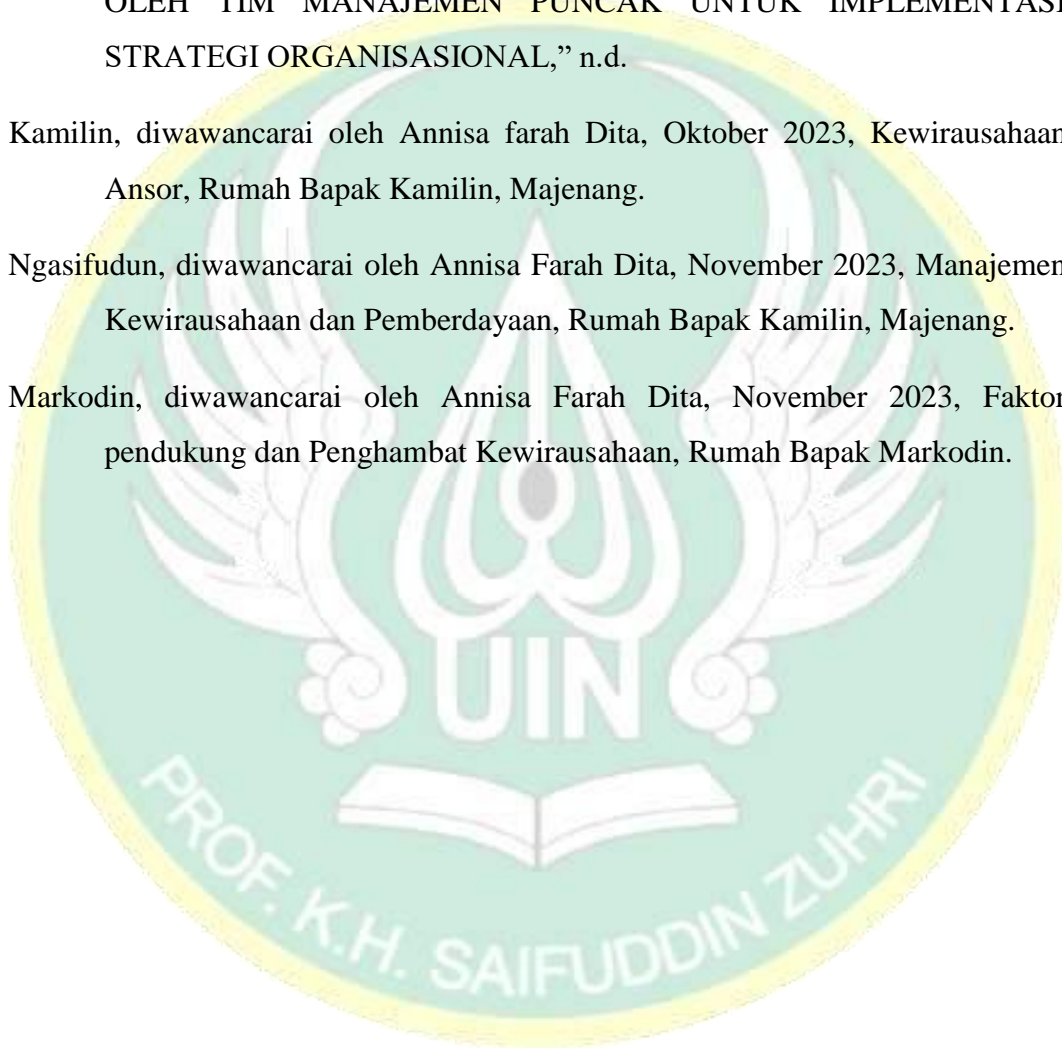 OLEH TIM MANAJEMEN PUNCAK UNTUK IMPLEMENTASI
STRATEGI ORGANISASIONAL,” n.d.
Kamilin, diwawancarai oleh Annisa farah Dita, Oktober 2023, Kewirausahaan
Ansor, Rumah Bapak Kamilin, Majenang.
Ngasifudun, diwawancarai oleh Annisa Farah Dita, November 2023, Manajemen
Kewirausahaan dan Pemberdayaan, Rumah Bapak Kamilin, Majenang.
Markodin, diwawancarai oleh Annisa Farah Dita, November 2023, Faktor
pendukung dan Penghambat Kewirausahaan, Rumah Bapak Markodin.
UIN
PROF. K.H. SAIFUDDIN ZUHRI